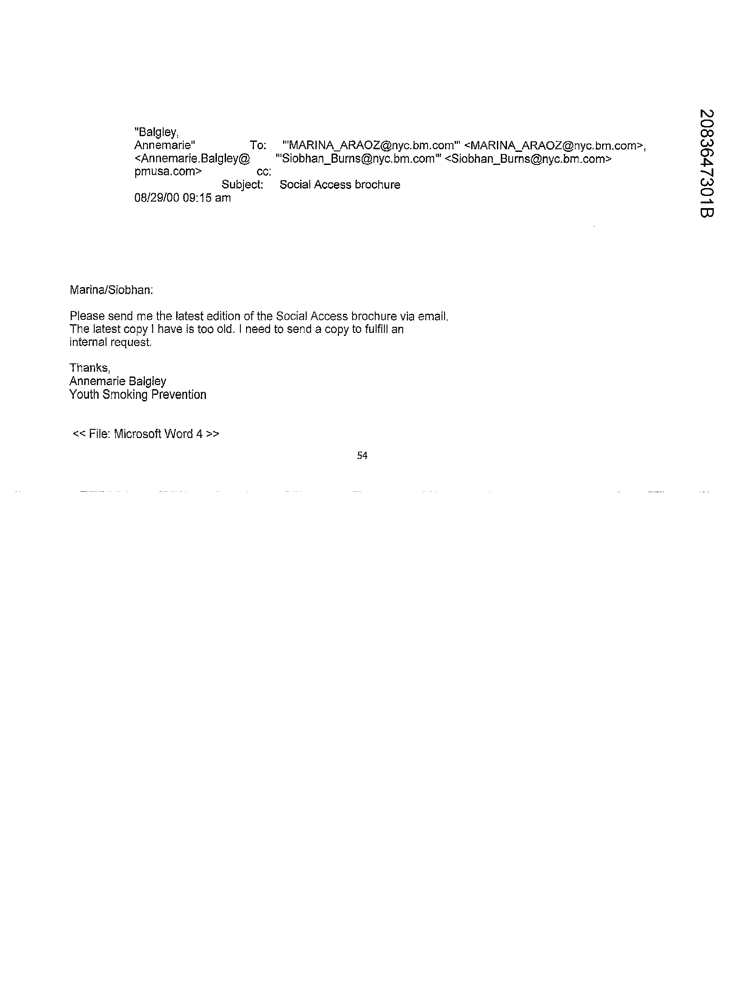 "Balgley,
Annemarie" To: "'MARINA_ARAOZ@nyc.bm.com'" <MARINA_ARAOZ@nyc.bm.com>,
<Annemarie.Balgley@ "'Siobhan_Burns@nyc.bm.com'" <Siobhan_Burns@nyc.bm.com>
pmusa.com> cc:
Subject: Social Access brochure
08/29/00 09:15 am
2083647301B
Marina/Siobhan:
Please send me the latest edition of the Social Access brochure via email.
The latest copy I have is too old. I need to send a copy to fulfill an
internal request.
Thanks,
Annemarie Balgley
Youth Smoking Prevention
<< File: Microsoft Word 4 >>
54